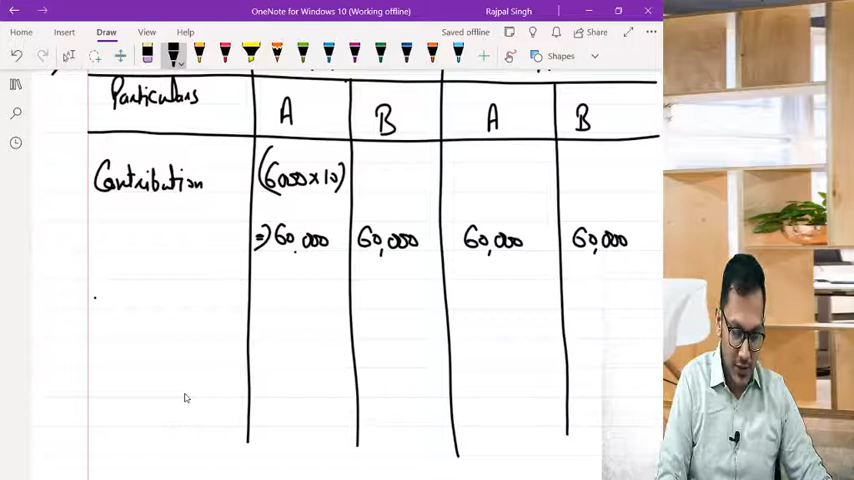 OneNote for Windows 10 (Working offline)
Rajpal Singh
Home Insert Draw View Help
Saved offline
Share
Shapes
Particulars A B A B
Contribution (6000×10)
⇒ 60,000 60,000 60,000 60,000